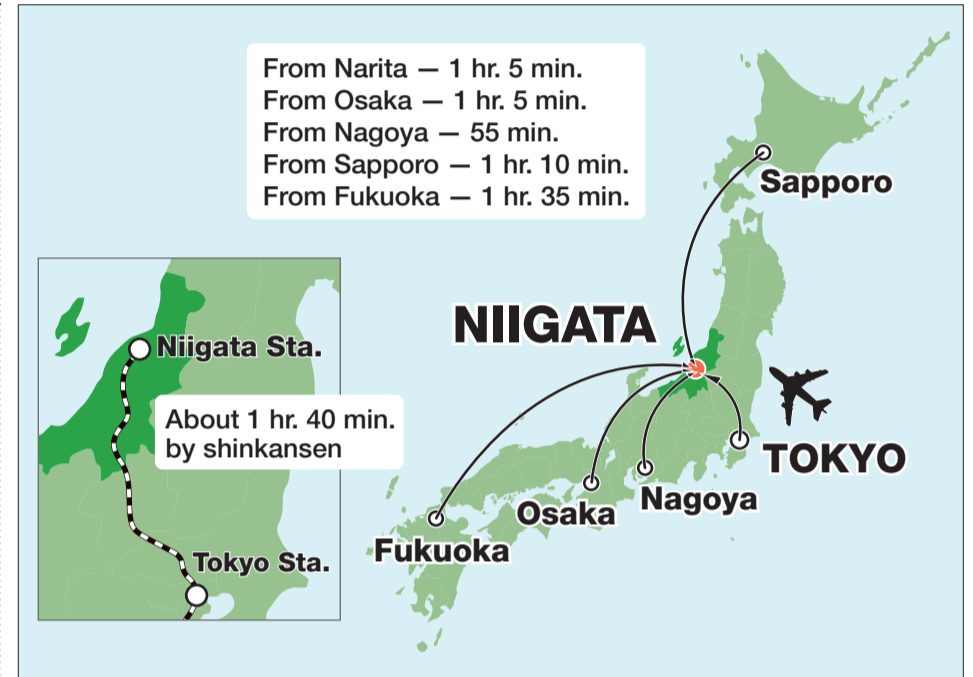 From Narita — 1 hr. 5 min.
From Osaka — 1 hr. 5 min.
From Nagoya — 55 min.
From Sapporo — 1 hr. 10 min.
From Fukuoka — 1 hr. 35 min.
Sapporo
NIIGATA
TOKYO
Nagoya
Osaka
Fukuoka
Niigata Sta.
About 1 hr. 40 min.
by shinkansen
Tokyo Sta.